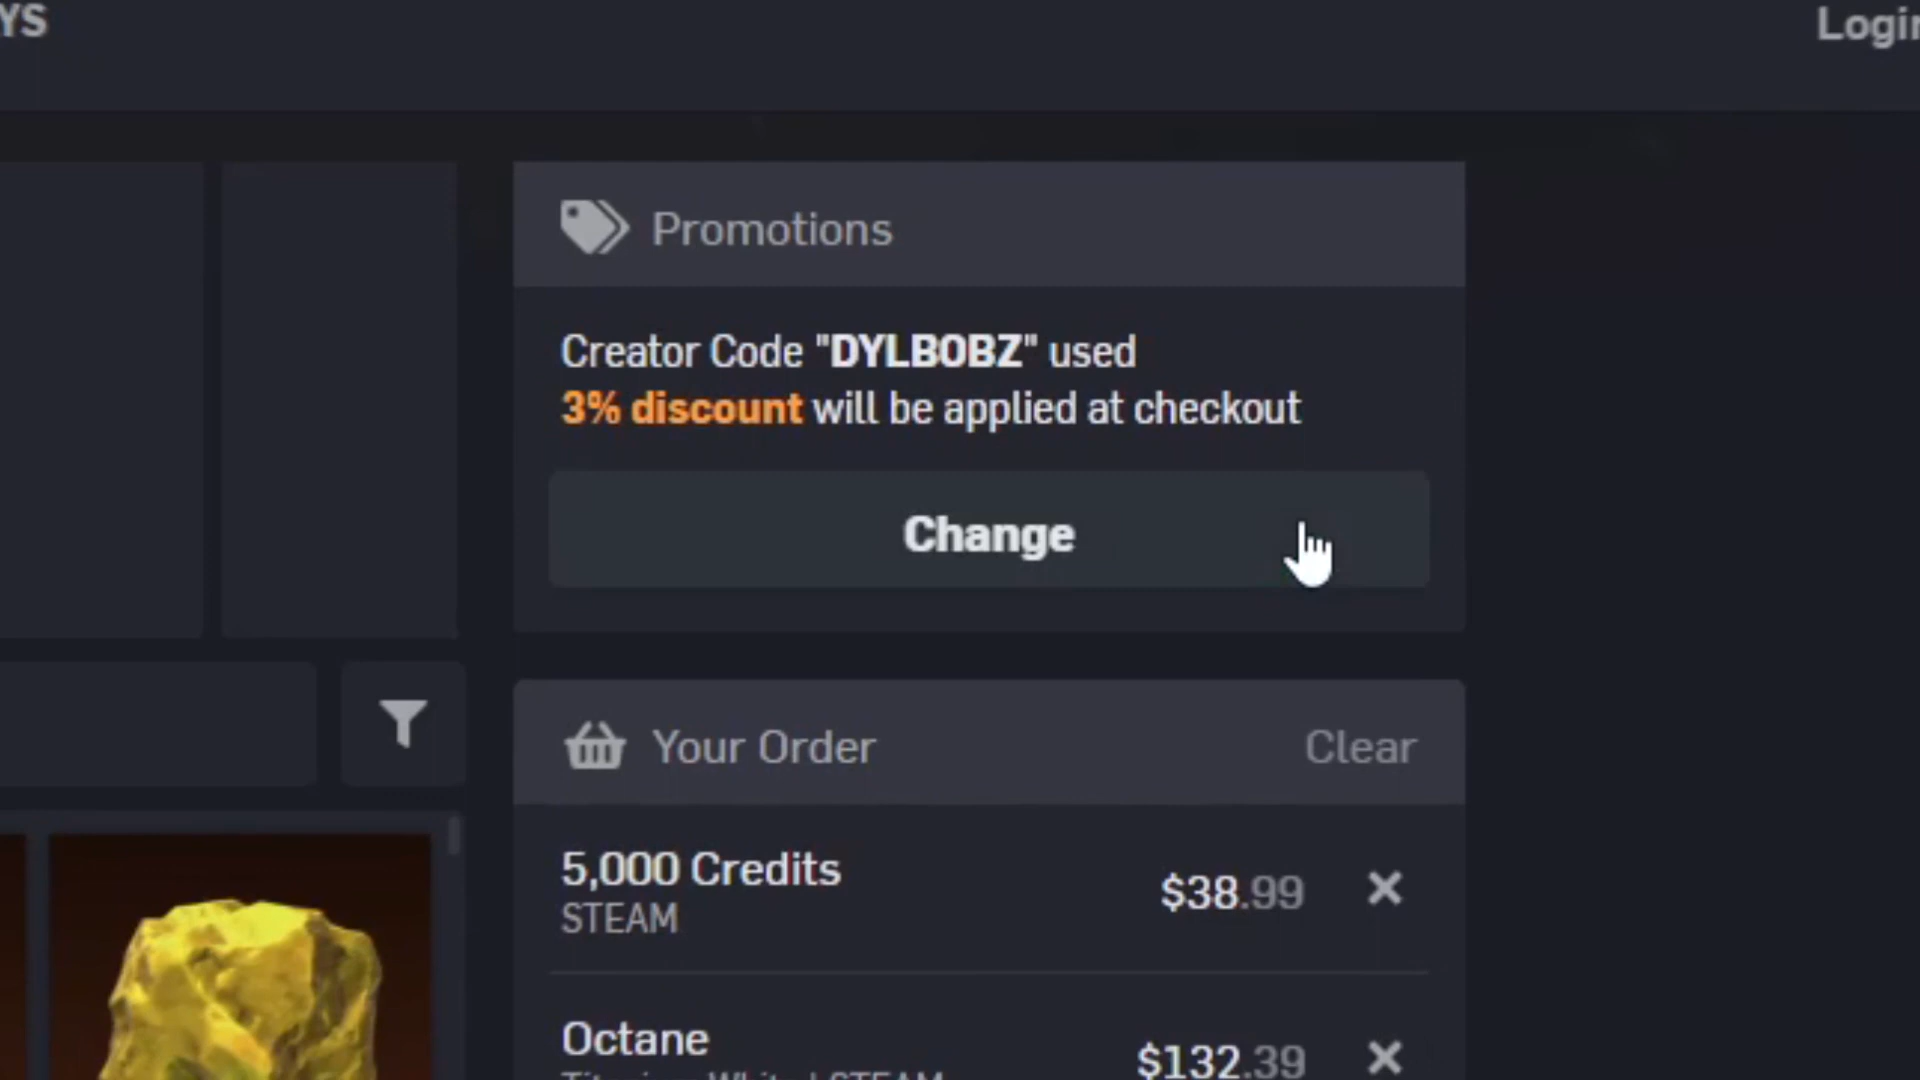 YS
Login
Promotions
Creator Code "DYLBOBZ" used
3% discount will be applied at checkout
Change
Your Order
Clear
5,000 Credits
$38.99
STEAM
Octane
$132.39